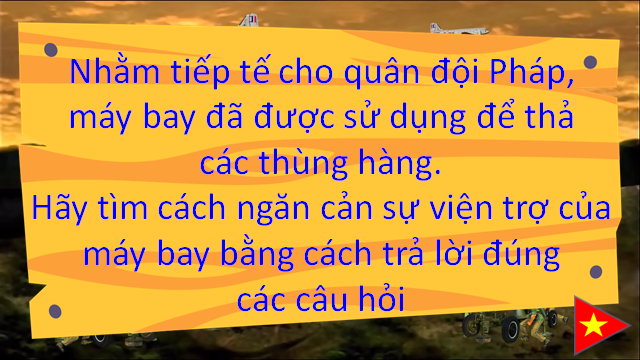 Nhằm tiếp tế cho quân đội Pháp,
máy bay đã được sử dụng để thả
các thùng hàng.
Hãy tìm cách ngăn cản sự viện trợ của
máy bay bằng cách trả lời đúng
các câu hỏi